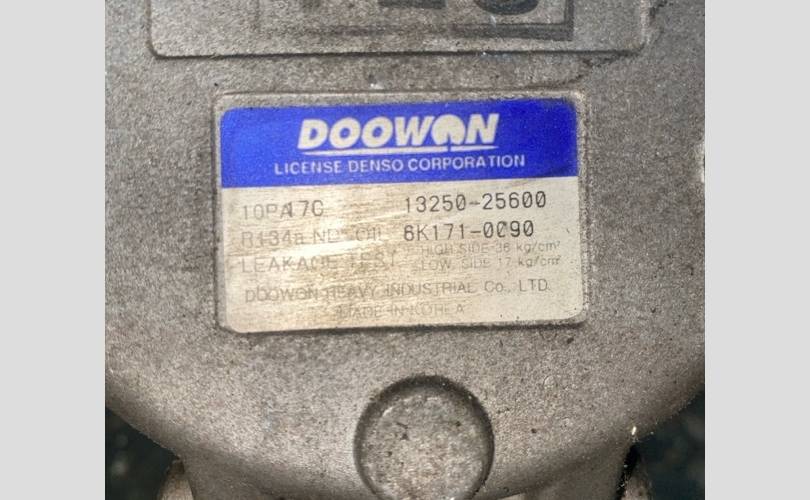 DOOWON
LICENSE DENSO CORPORATION
10PA17C 13250-25600
R134a ND OIL 6K171-0090
LEAKAGE TEST HIGH SIDE 36 kg/cm²
LOW SIDE 17 kg/cm²
DOOWON HEAVY INDUSTRIAL Co., LTD.
MADE IN KOREA